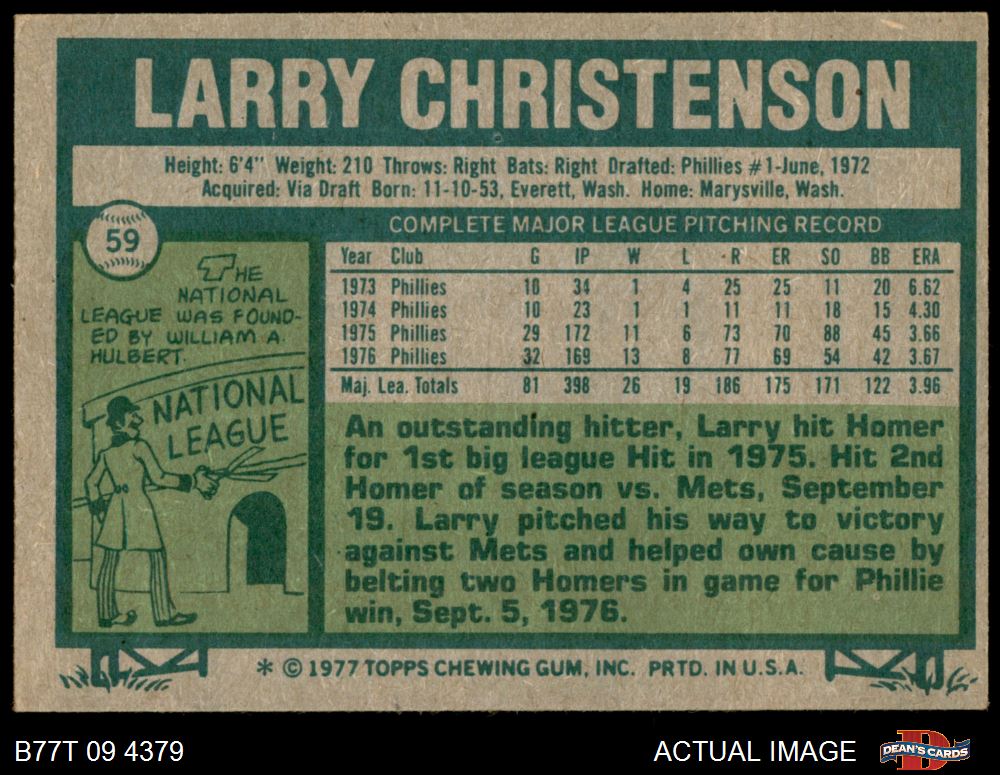 LARRY CHRISTENSON
Height: 6'4" Weight: 210 Throws: Right Bats: Right Drafted: Phillies #1-June, 1972
Acquired: Via Draft Born: 11-10-53, Everett, Wash. Home: Marysville, Wash.
59
THE
NATIONAL
LEAGUE WAS FOUND-
ED BY WILLIAM A.
HULBERT.
NATIONAL
LEAGUE
COMPLETE MAJOR LEAGUE PITCHING RECORD
Year Club G IP W L R ER SO BB ERA
1973 Phillies 10 34 1 4 25 25 11 20 6.62
1974 Phillies 10 23 1 1 11 11 18 15 4.30
1975 Phillies 29 172 11 6 73 70 88 45 3.66
1976 Phillies 32 169 13 8 77 69 54 42 3.67
Maj. Lea. Totals 81 398 26 19 186 175 171 122 3.96
An outstanding hitter, Larry hit Homer
for 1st big league Hit in 1975. Hit 2nd
Homer of season vs. Mets, September
19. Larry pitched his way to victory
against Mets and helped own cause by
belting two Homers in game for Phillie
win, Sept. 5, 1976.
* © 1977 TOPPS CHEWING GUM, INC. PRTD. IN U.S.A.
B77T 09 4379
ACTUAL IMAGE
D
DEAN'S CARDS